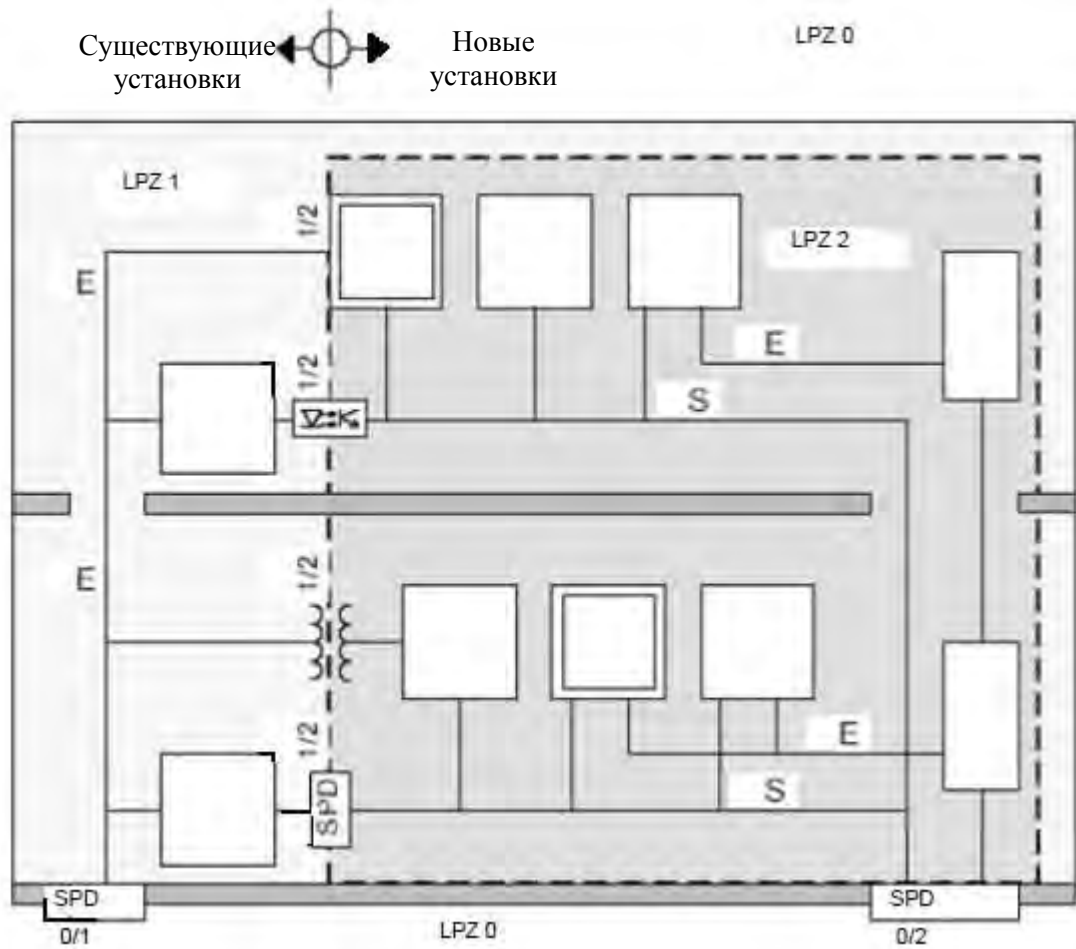 Существующие установки
Новые установки
LPZ 0
LPZ 1
1/2
LPZ 2
E
E
1/2
S
E
1/2
1/2
E
SPD
S
SPD
SPD
0/1
LPZ 0
0/2